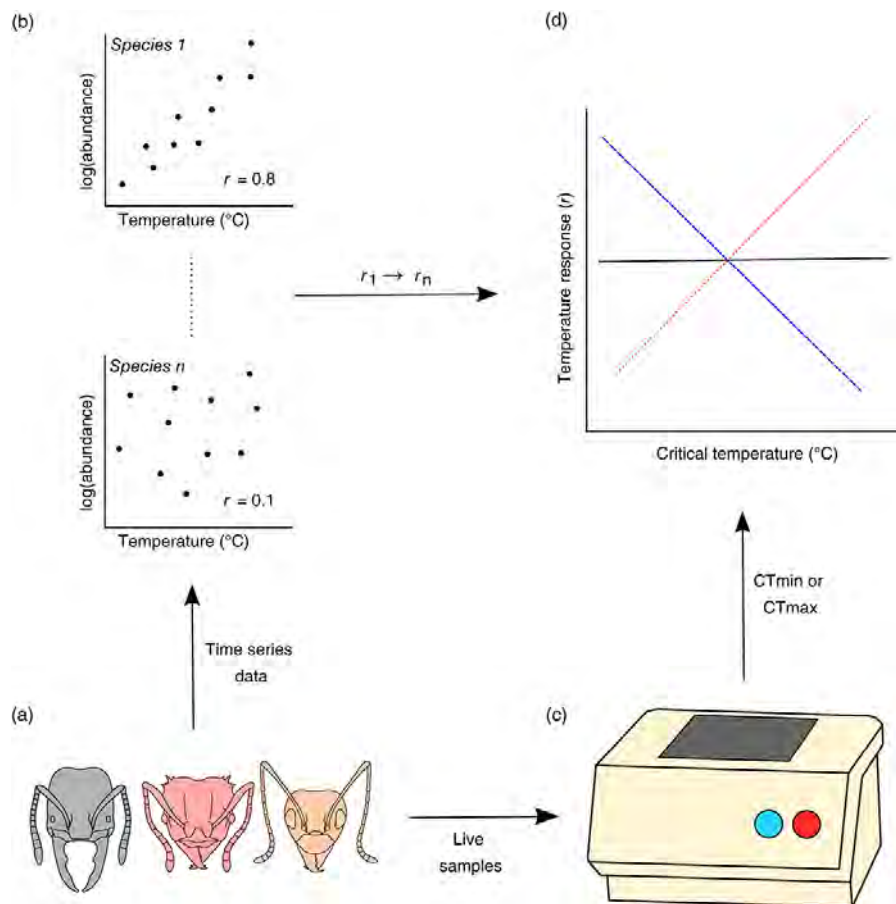 (b)
Species 1
log(abundance)
r = 0.8
Temperature (°C)
Species n
log(abundance)
r = 0.1
Temperature (°C)
r1 → rn
(d)
Temperature response (r)
Critical temperature (°C)
CTmin or
CTmax
Time series
data
(a)
Live
samples
(c)